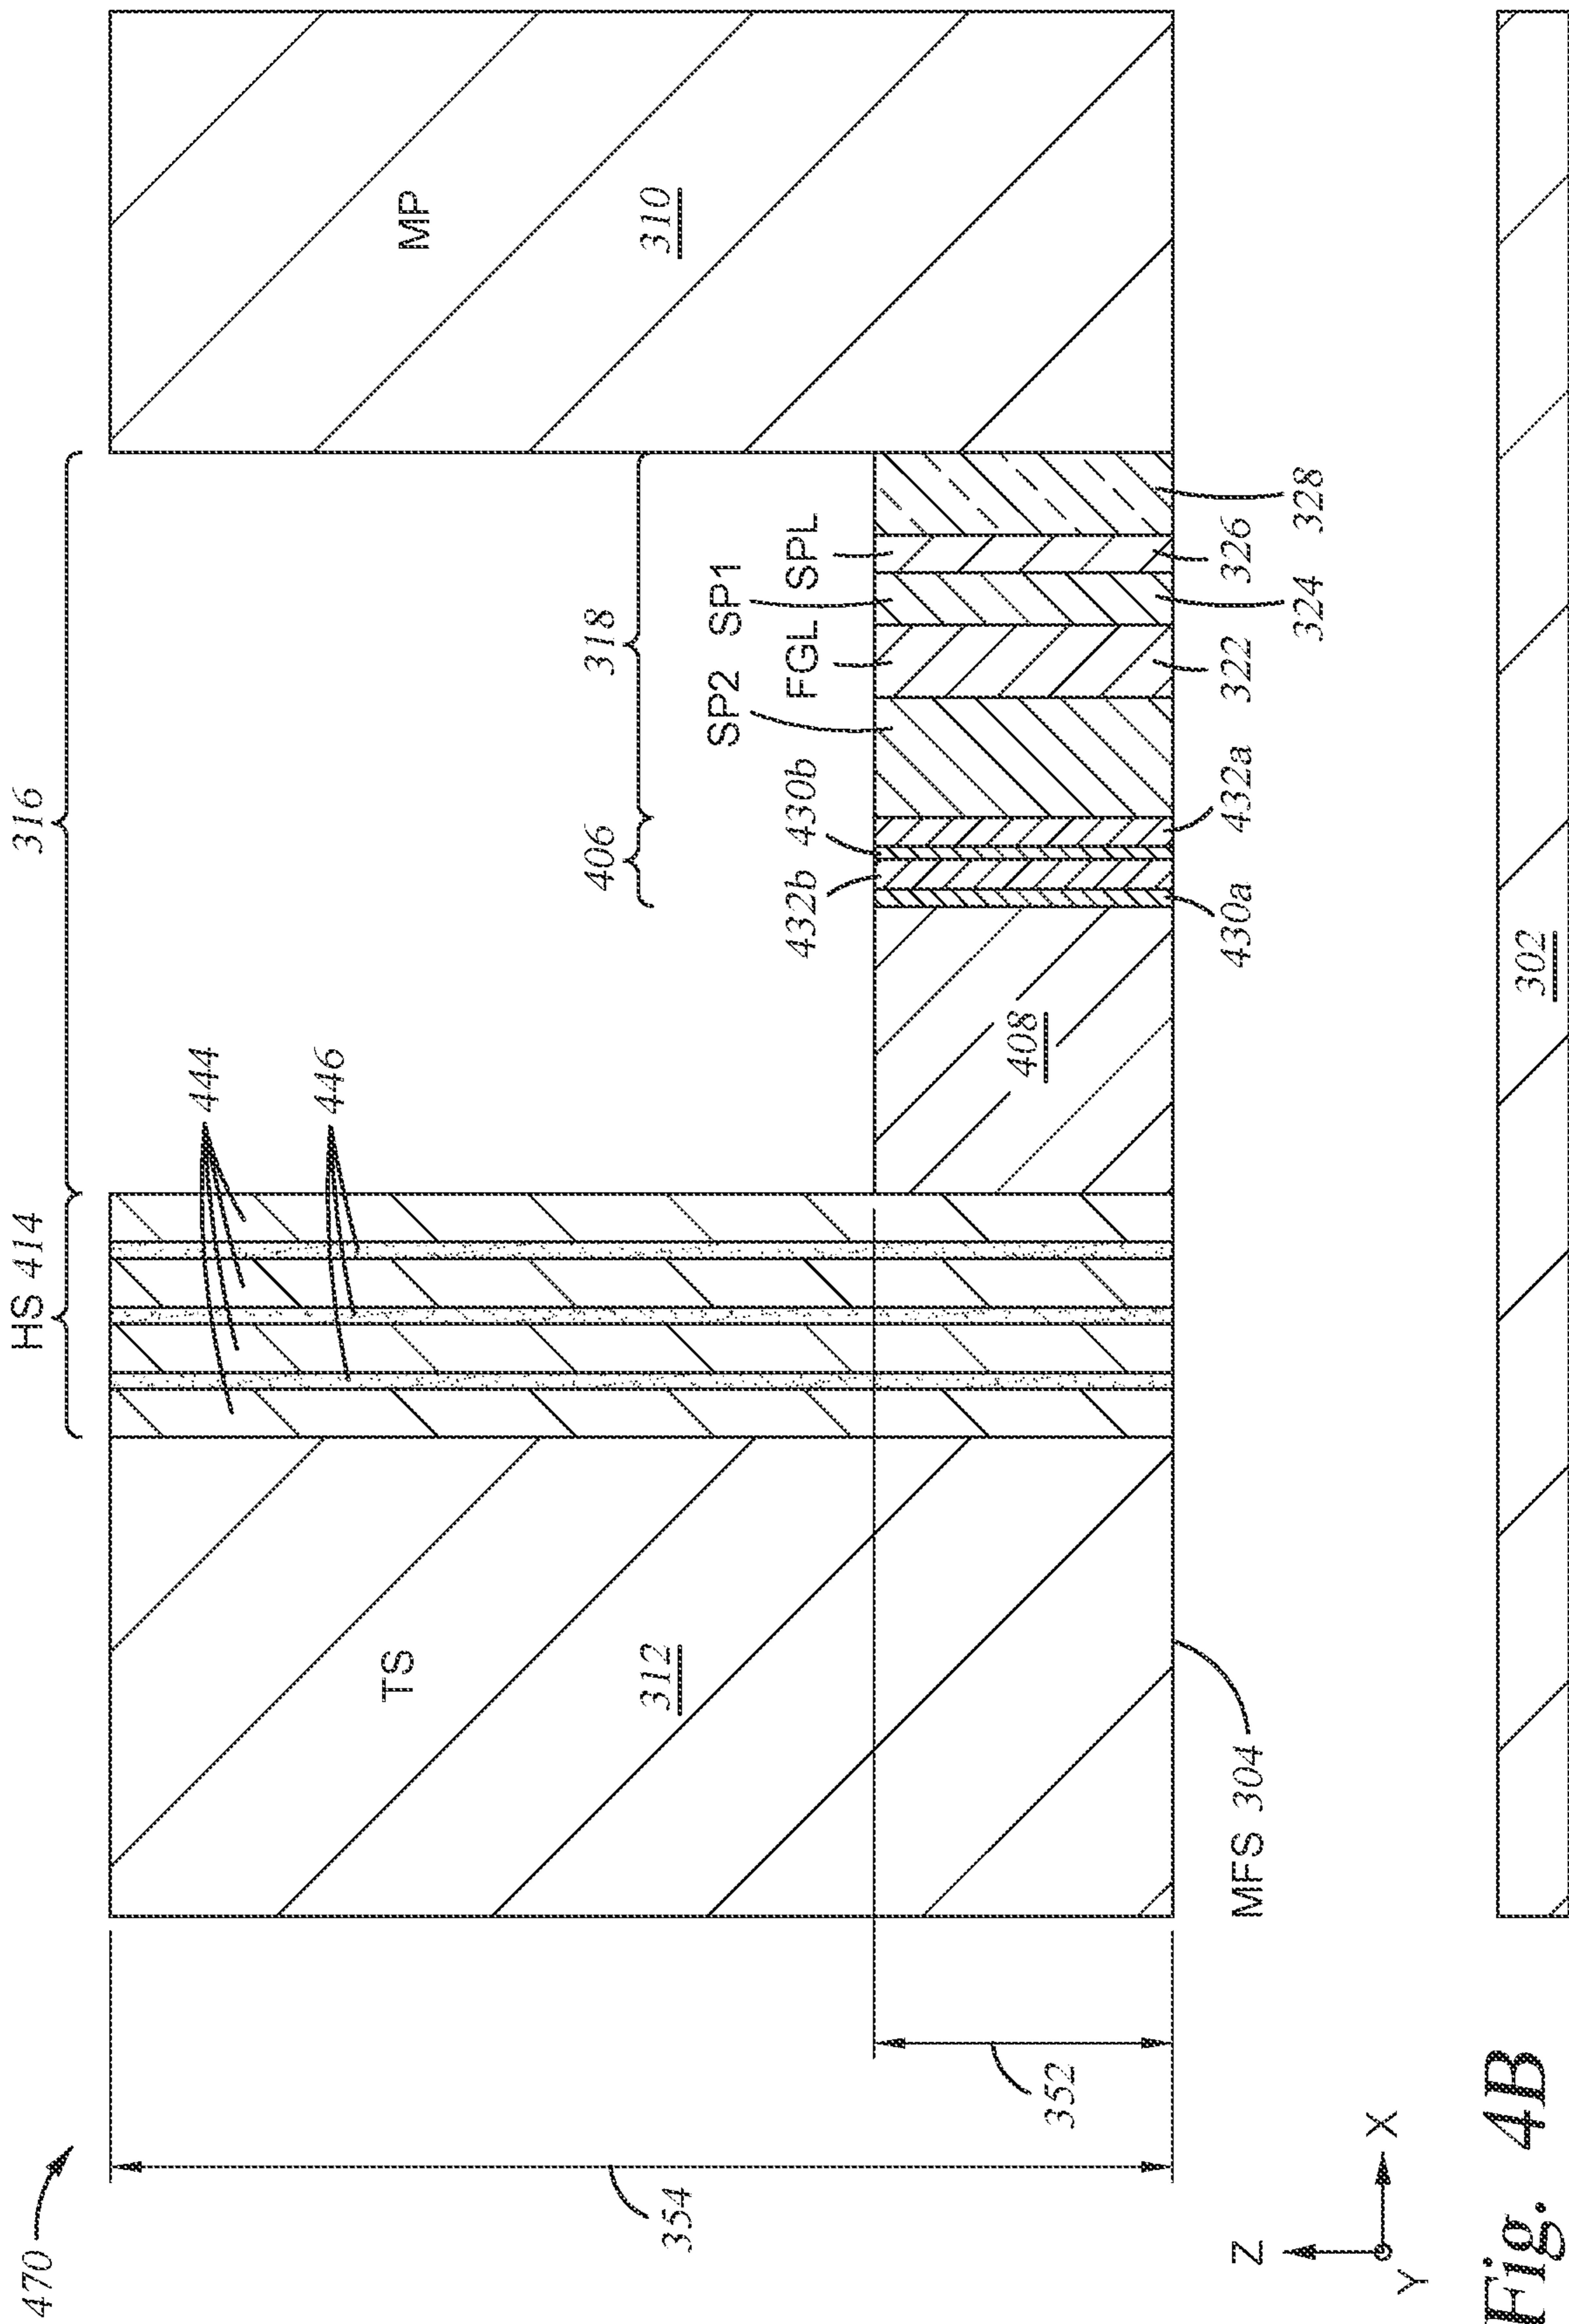 470
HS 414
316
444
446
TS
312
MP
310
406
318
SP2
SP1
FGL
SPL
432b
430b
408
430a
432a
322
324
326
328
354
352
MFS 304
Z
X
Y
302
Fig. 4B